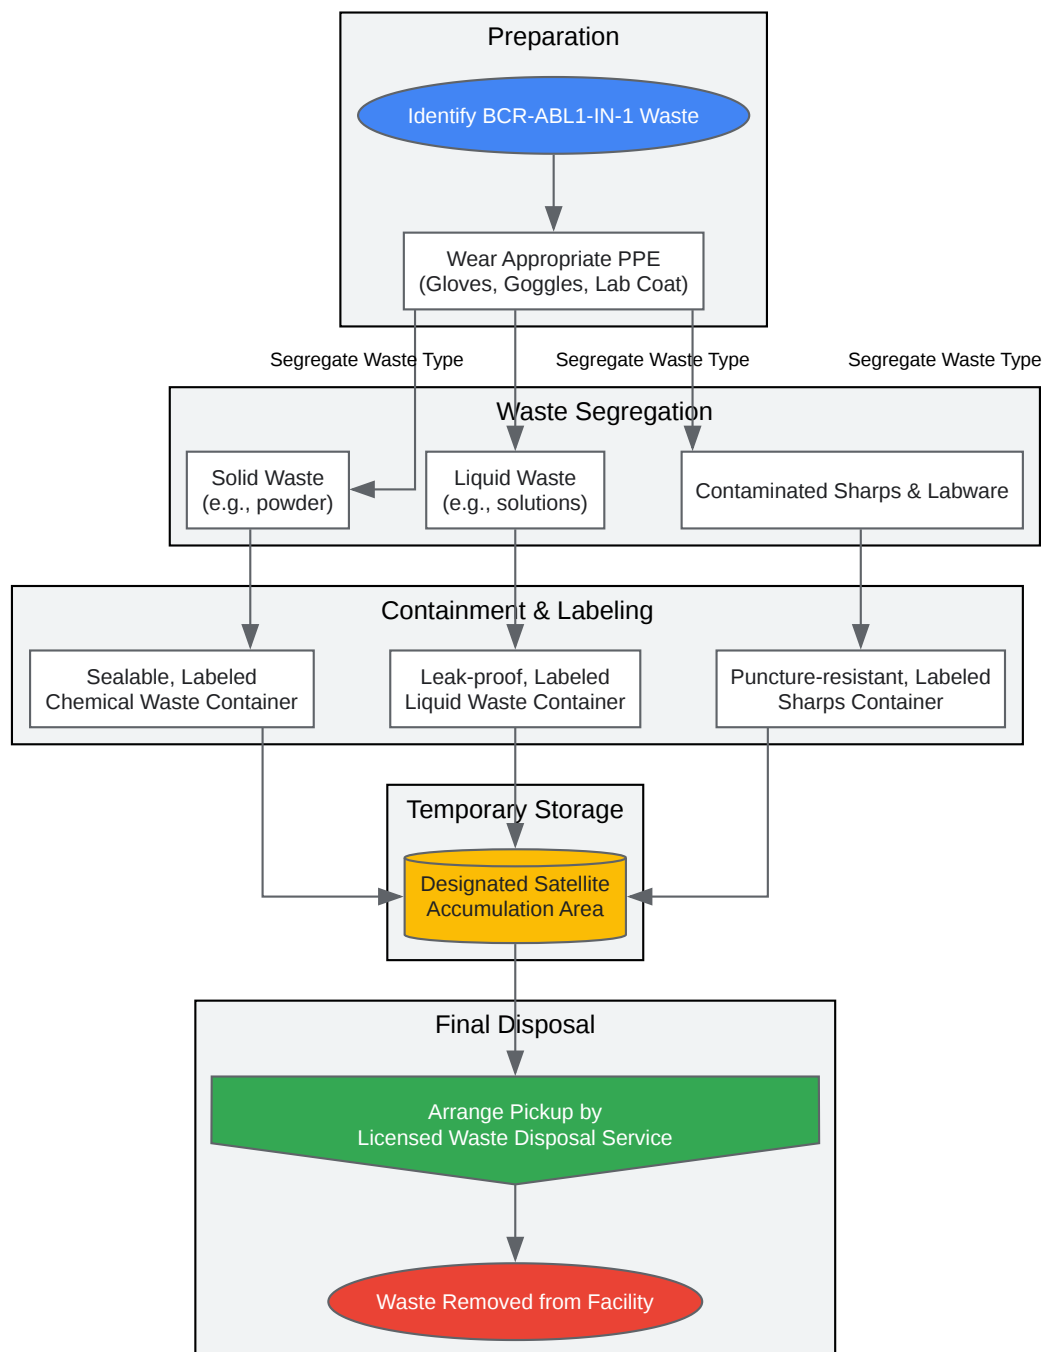 Preparation
Identify BCR-ABL1-IN-1 Waste
Wear Appropriate PPE
(Gloves, Goggles, Lab Coat)
Segregate Waste Type
Segregate Waste Type
Segregate Waste Type
Waste Segregation
Solid Waste
(e.g., powder)
Liquid Waste
(e.g., solutions)
Contaminated Sharps & Labware
Containment & Labeling
Sealable, Labeled
Chemical Waste Container
Leak-proof, Labeled
Liquid Waste Container
Puncture-resistant, Labeled
Sharps Container
Temporary Storage
Designated Satellite
Accumulation Area
Final Disposal
Arrange Pickup by
Licensed Waste Disposal Service
Waste Removed from Facility